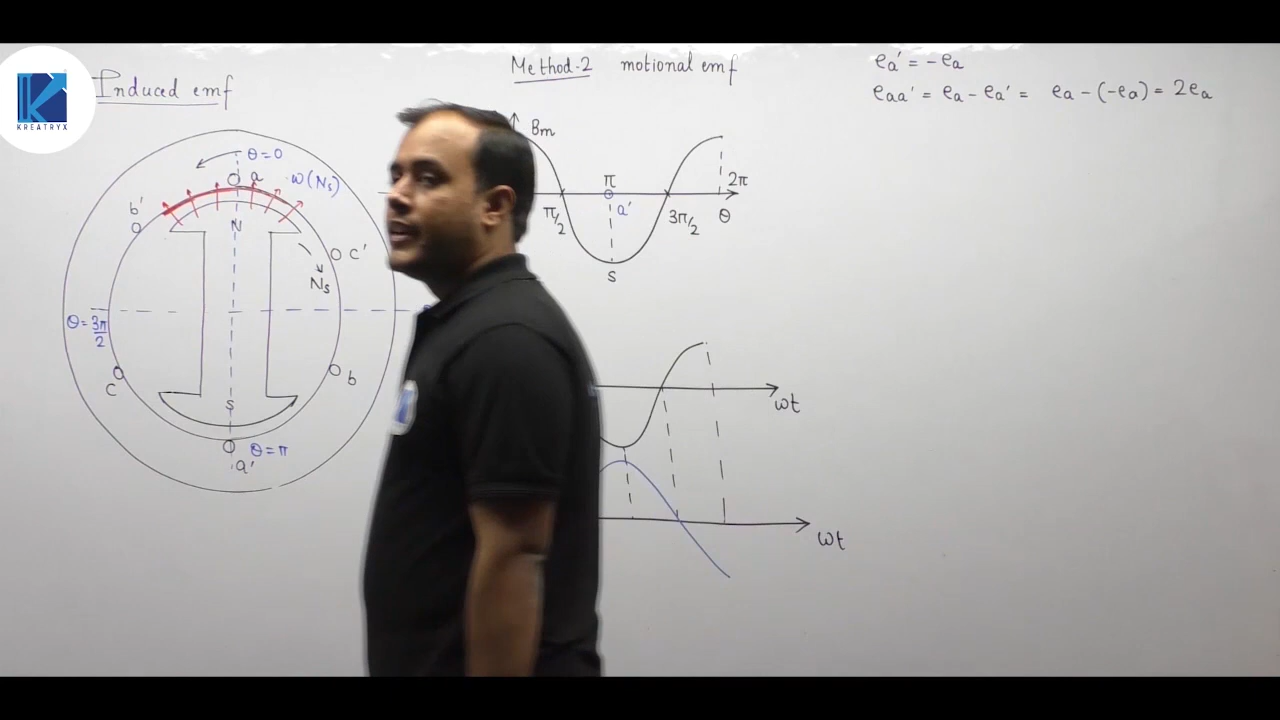 KREATRYX
Induced emf
θ=0
a
ω(Ns)
b'
N
c'
Ns
θ=3π/2
c
b
S
θ=π
a'
Method-2 motional emf
Bm
π
2π
π/2
a'
3π/2
θ
S
ωt
ωt
ea' = -ea
eaa' = ea - ea' = ea - (-ea) = 2ea